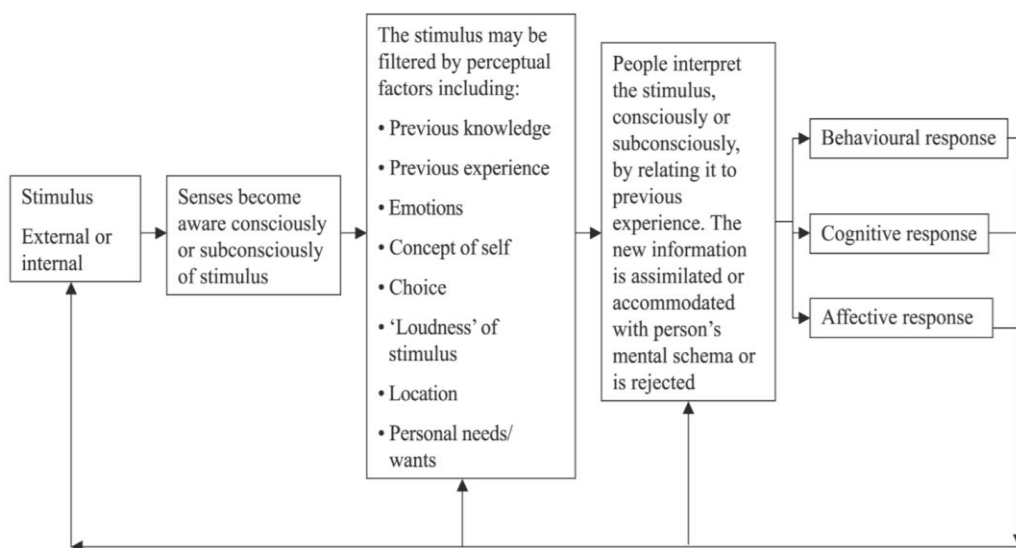 Stimulus
External or
internal
Senses become
aware consciously
or subconsciously
of stimulus
The stimulus may be
filtered by perceptual
factors including:
• Previous knowledge
• Previous experience
• Emotions
• Concept of self
• Choice
• ‘Loudness’ of
stimulus
• Location
• Personal needs/
wants
People interpret
the stimulus,
consciously or
subconsciously,
by relating it to
previous
experience. The
new information
is assimilated or
accommodated
with person’s
mental schema or
is rejected
Behavioural response
Cognitive response
Affective response